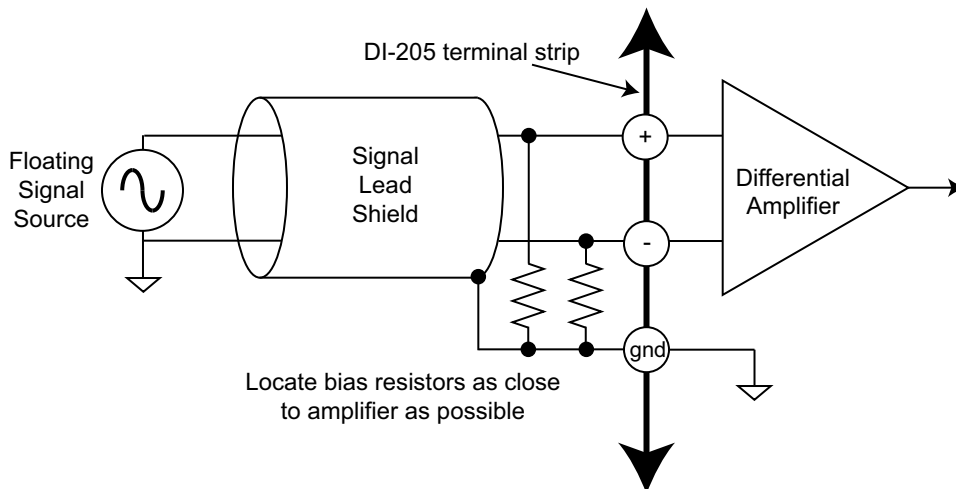 DI-205 terminal strip
Floating
Signal
Source
Signal
Lead
Shield
+
-
gnd
Differential
Amplifier
Locate bias resistors as close
to amplifier as possible